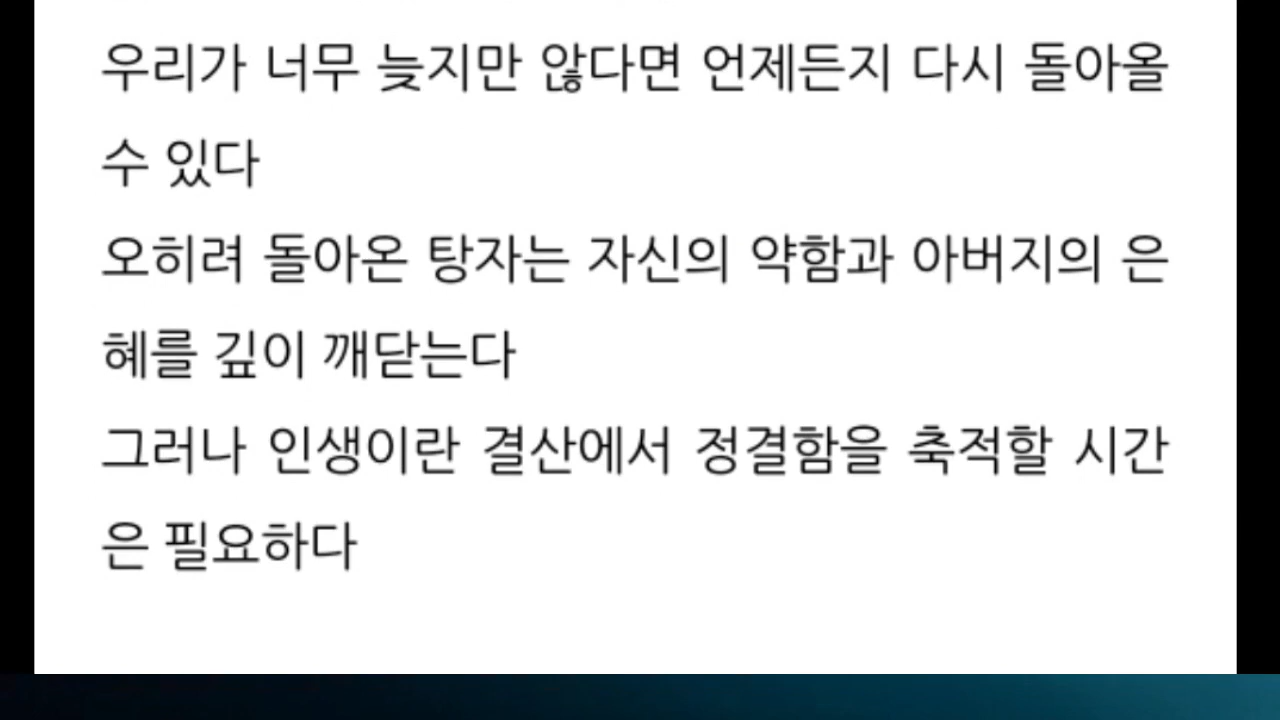 우리가 너무 늦지만 않다면 언제든지 다시 돌아올
수 있다
오히려 돌아온 탕자는 자신의 약함과 아버지의 은
혜를 깊이 깨닫는다
그러나 인생이란 결산에서 정결함을 축적할 시간
은 필요하다